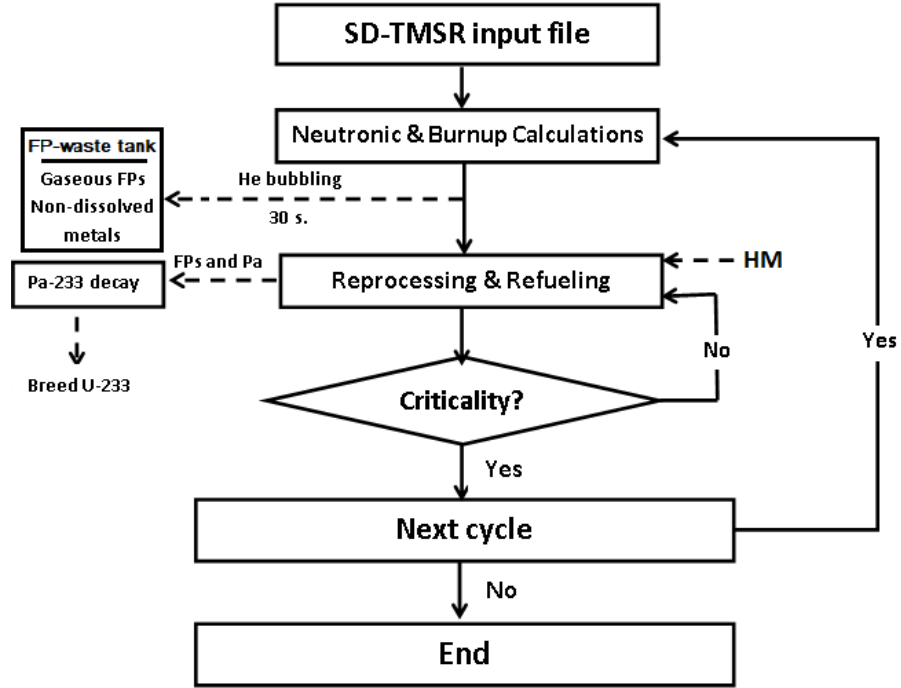 SD-TMSR input file
Neutronic & Burnup Calculations
FP-waste tank
Gaseous FPs
Non-dissolved
metals
He bubbling
30 s.
FPs and Pa
Reprocessing & Refueling
HM
Pa-233 decay
Breed U-233
No
Yes
Criticality?
Yes
Next cycle
No
End